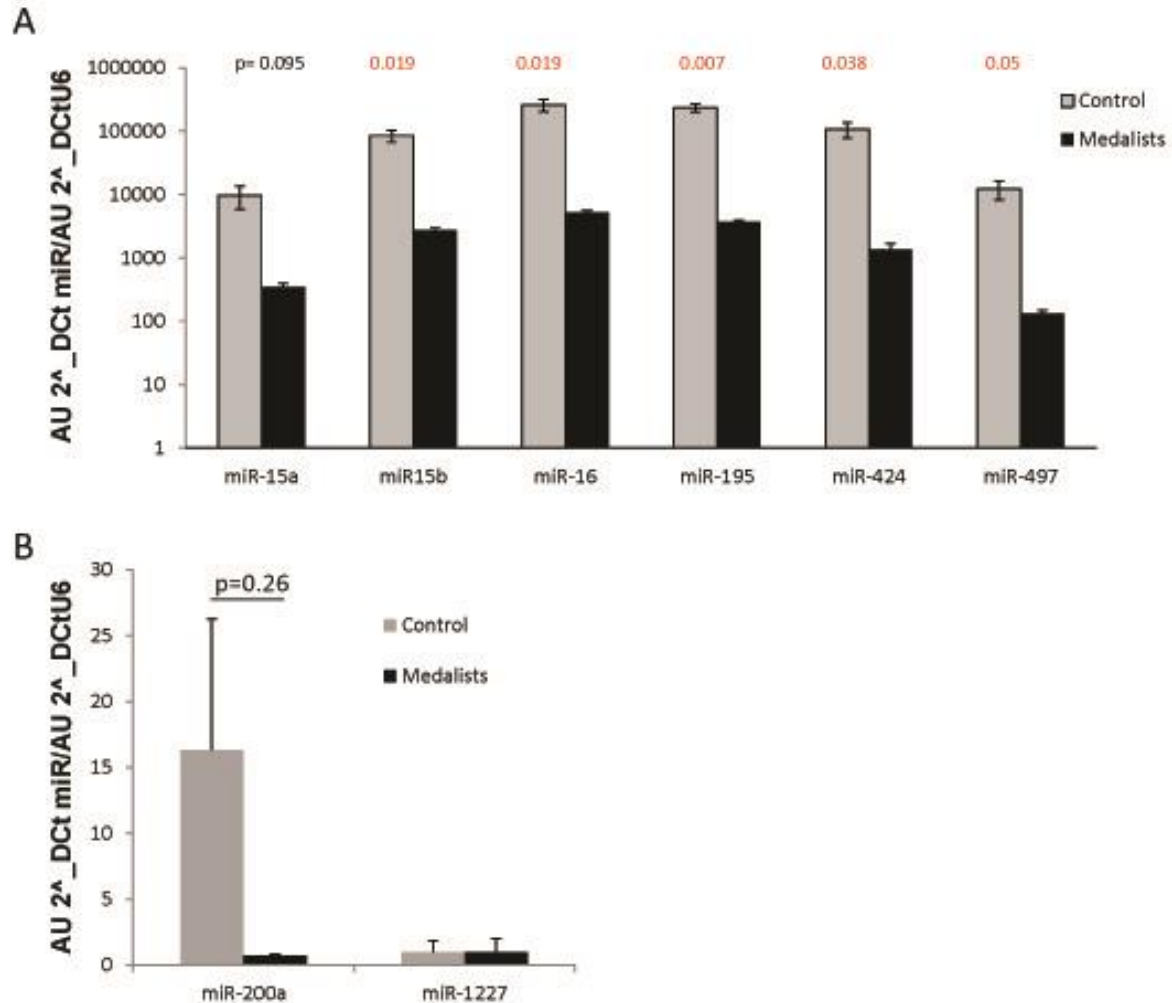 A
AU 2^_DCt miR/AU 2^_DCtU6
1000000
100000
10000
1000
100
10
1
p= 0.095 0.019 0.019 0.007 0.038 0.05
Control
Medalists
miR-15a miR15b miR-16 miR-195 miR-424 miR-497
B
AU 2^_DCt miR/AU 2^_DCtU6
30
25
20
15
10
5
0
p=0.26
Control
Medalists
miR-200a miR-1227